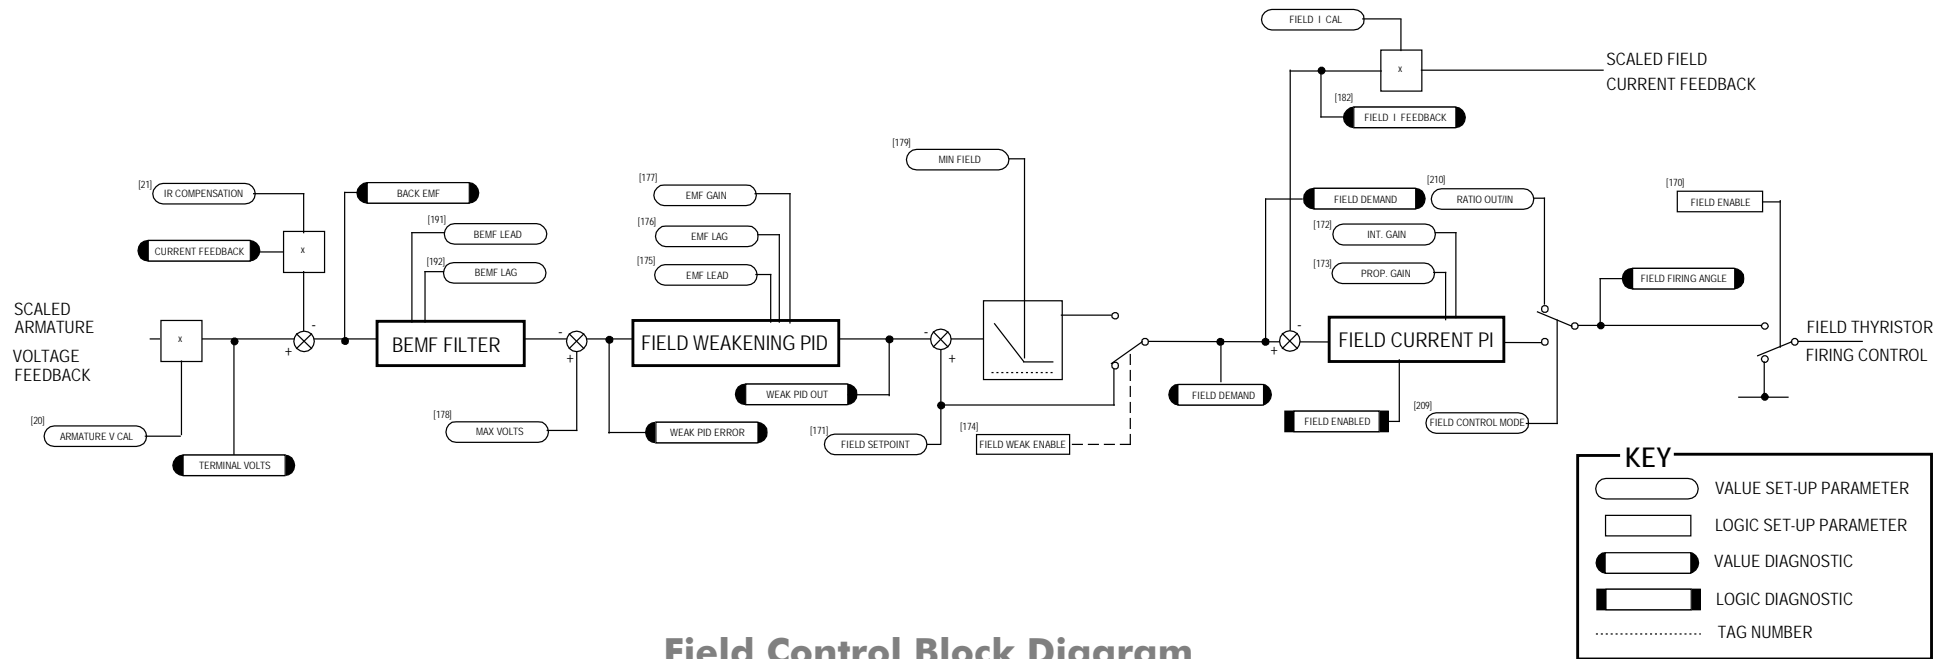 FIELD I CAL
x
SCALED FIELD
CURRENT FEEDBACK
[182]
FIELD I FEEDBACK
[179]
MIN FIELD
[21]
IR COMPENSATION
BACK EMF
[177]
EMF GAIN
FIELD DEMAND
[210]
RATIO OUT/IN
[170]
FIELD ENABLE
[191]
BEMF LEAD
[176]
EMF LAG
[172]
INT. GAIN
CURRENT FEEDBACK
x
[192]
BEMF LAG
[175]
EMF LEAD
[173]
PROP. GAIN
FIELD FIRING ANGLE
SCALED
ARMATURE
VOLTAGE
FEEDBACK
x
-
+
BEMF FILTER
-
+
FIELD WEAKENING PID
-
+
-
+
FIELD CURRENT PI
FIELD THYRISTOR
FIRING CONTROL
WEAK PID OUT
FIELD DEMAND
[20]
ARMATURE V CAL
[178]
MAX VOLTS
WEAK PID ERROR
[171]
FIELD SETPOINT
[174]
FIELD WEAK ENABLE
FIELD ENABLED
[209]
FIELD CONTROL MODE
TERMINAL VOLTS
KEY
VALUE SET-UP PARAMETER
LOGIC SET-UP PARAMETER
VALUE DIAGNOSTIC
LOGIC DIAGNOSTIC
TAG NUMBER
Field Control Block Diagram